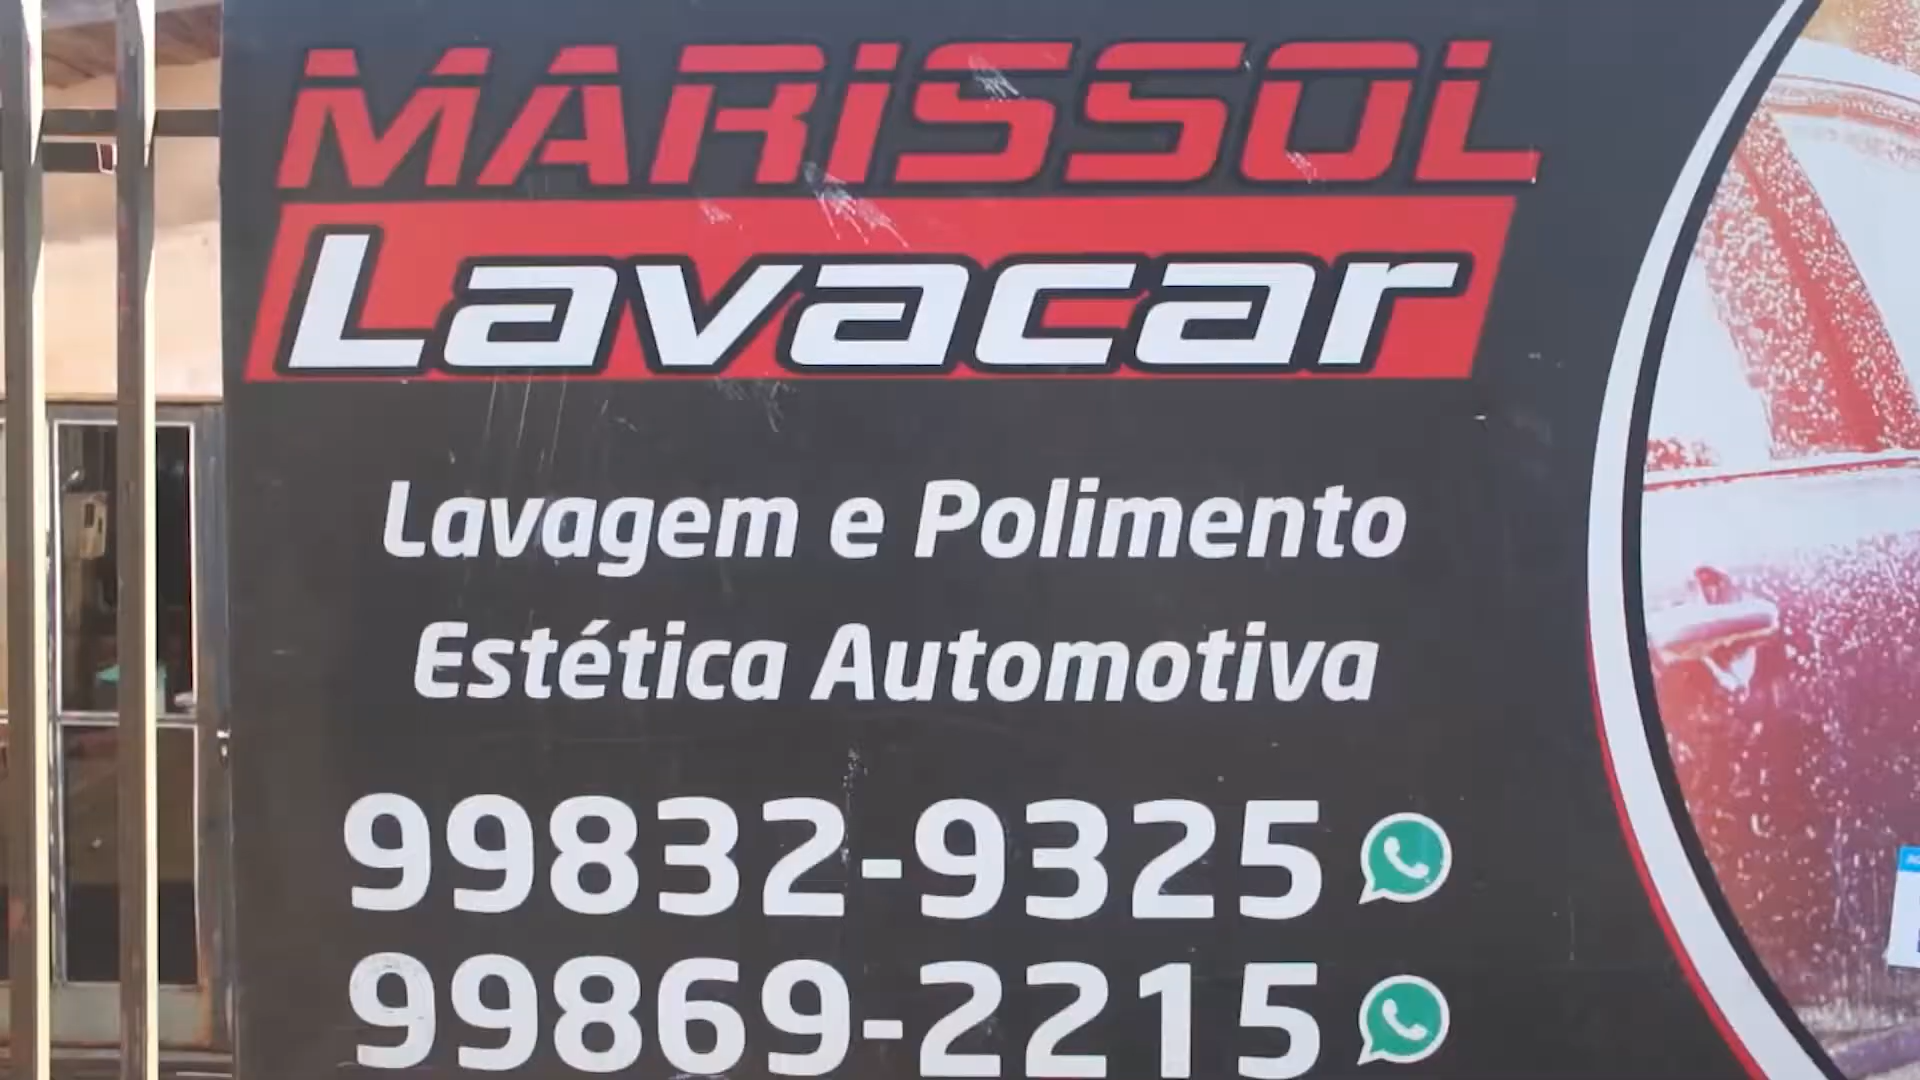 MARISSOL
Lavacar
Lavagem e Polimento
Estética Automotiva
99832-9325
99869-2215